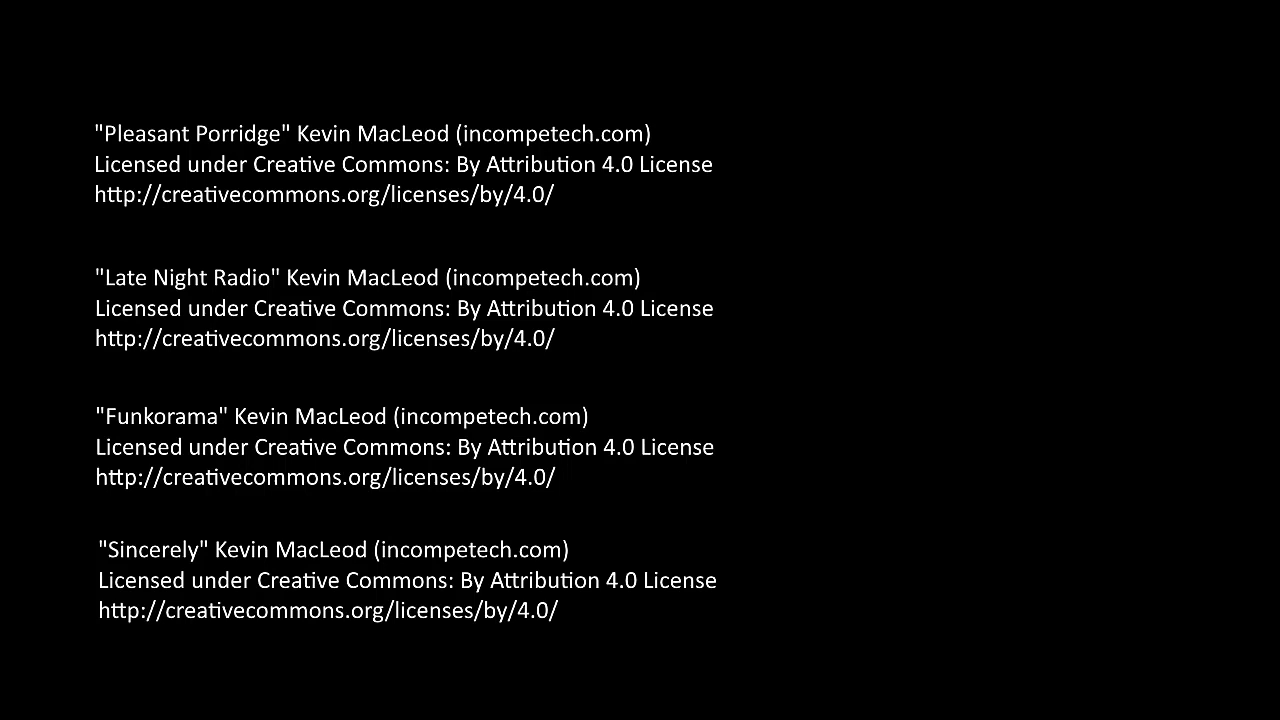 "Pleasant Porridge" Kevin MacLeod (incompetech.com)
Licensed under Creative Commons: By Attribution 4.0 License
http://creativecommons.org/licenses/by/4.0/
"Late Night Radio" Kevin MacLeod (incompetech.com)
Licensed under Creative Commons: By Attribution 4.0 License
http://creativecommons.org/licenses/by/4.0/
"Funkorama" Kevin MacLeod (incompetech.com)
Licensed under Creative Commons: By Attribution 4.0 License
http://creativecommons.org/licenses/by/4.0/
"Sincerely" Kevin MacLeod (incompetech.com)
Licensed under Creative Commons: By Attribution 4.0 License
http://creativecommons.org/licenses/by/4.0/